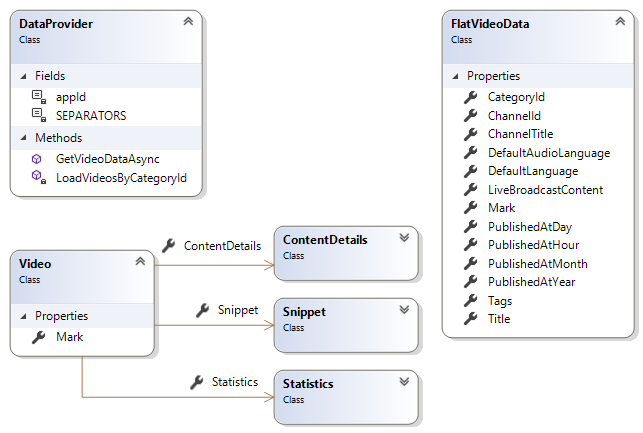 DataProvider
Class
Fields
appId
SEPARATORS
Methods
GetVideoDataAsync
LoadVideosByCategoryId
FlatVideoData
Class
Properties
CategoryId
ChannelId
ChannelTitle
DefaultAudioLanguage
DefaultLanguage
LiveBroadcastContent
Mark
PublishedAtDay
PublishedAtHour
PublishedAtMonth
PublishedAtYear
Tags
Title
Video
Class
Properties
Mark
ContentDetails
ContentDetails
Class
Snippet
Snippet
Class
Statistics
Statistics
Class